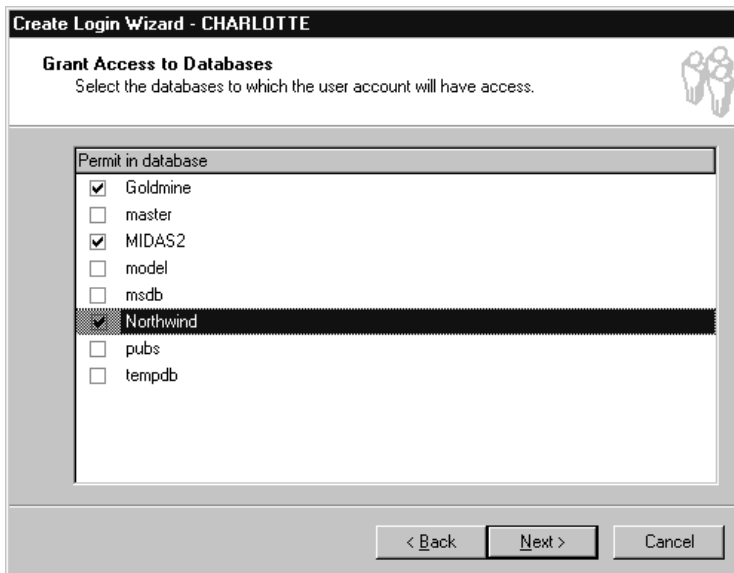 Create Login Wizard - CHARLOTTE
Grant Access to Databases
Select the databases to which the user account will have access.
Permit in database
Goldmine
master
MIDAS2
model
msdb
Northwind
pubs
tempdb
< Back Next > Cancel